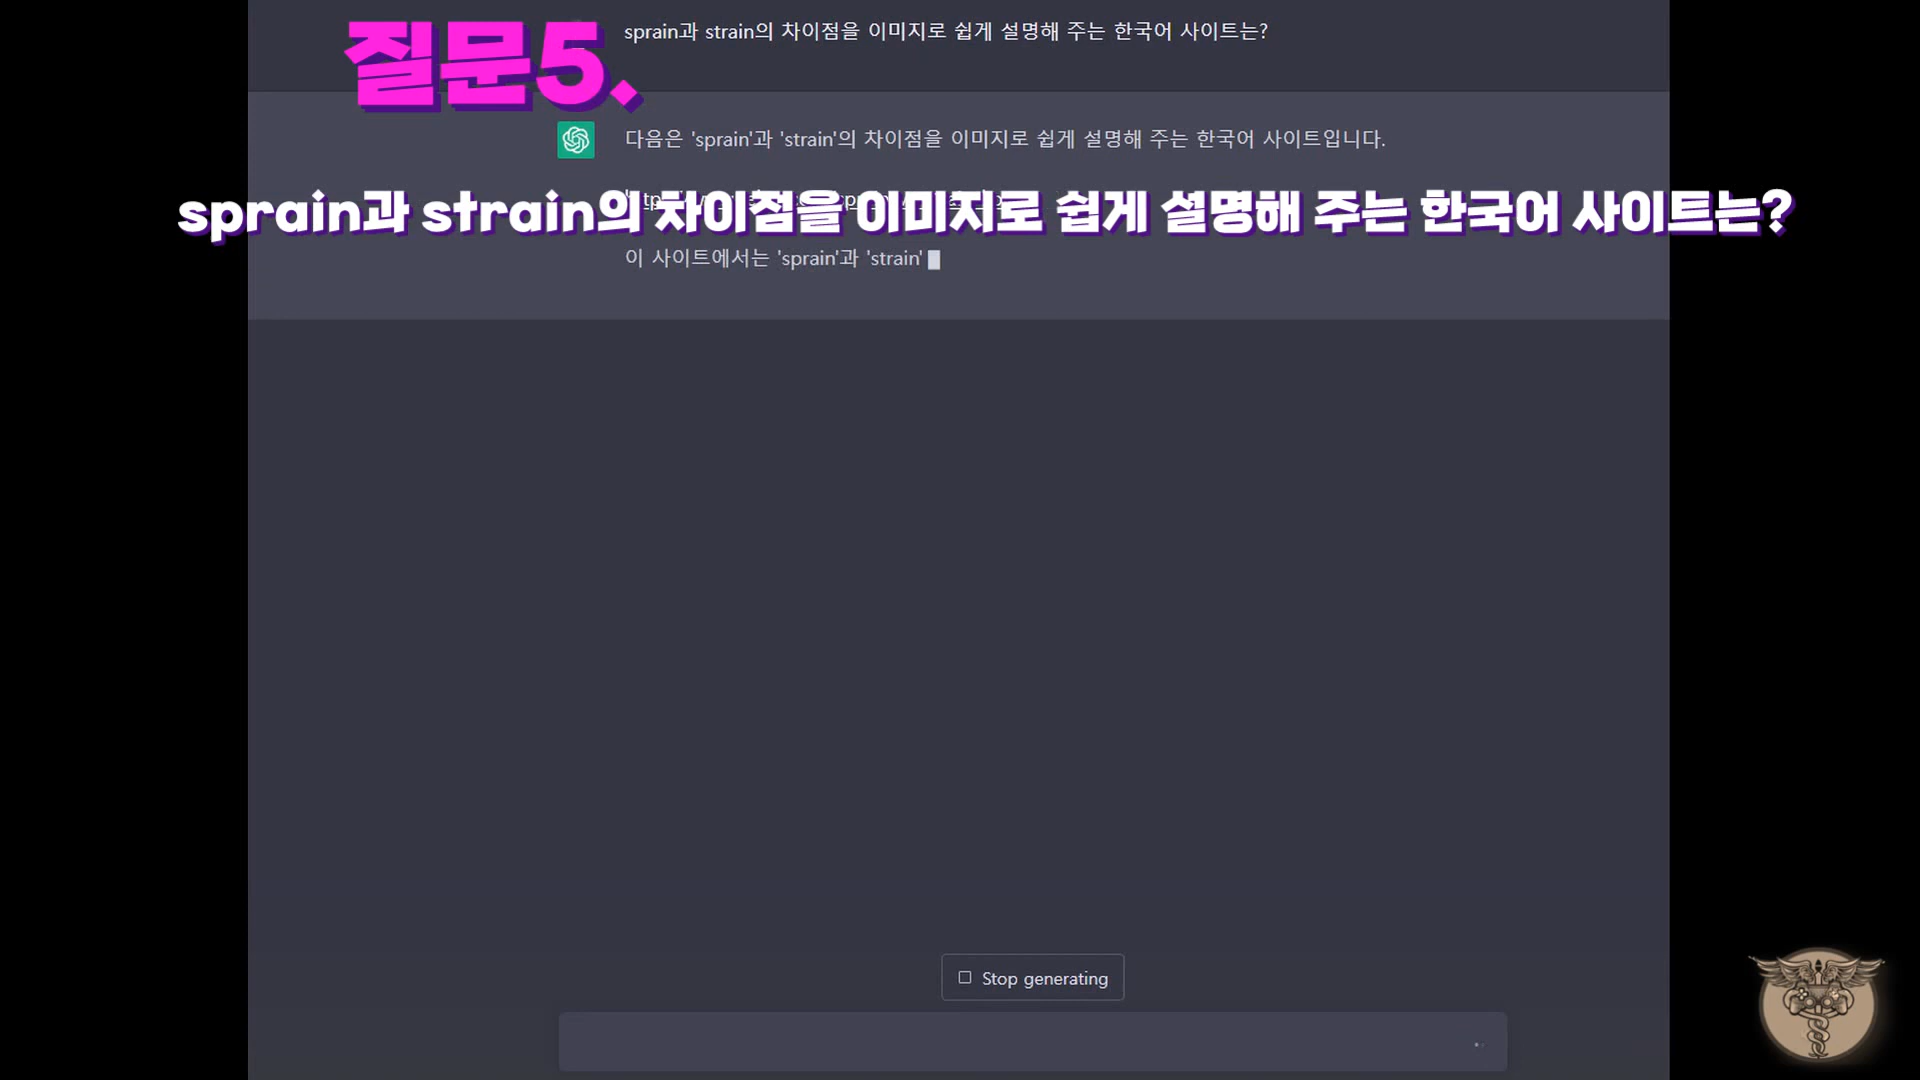 sprain과 strain의 차이점을 이미지로 쉽게 설명해 주는 한국어 사이트는?
질문5.
다음은 'sprain'과 'strain'의 차이점을 이미지로 쉽게 설명해 주는 한국어 사이트입니다.
sprain과 strain의 차이점을 이미지로 쉽게 설명해 주는 한국어 사이트는?
이 사이트에서는 'sprain'과 'strain'
Stop generating